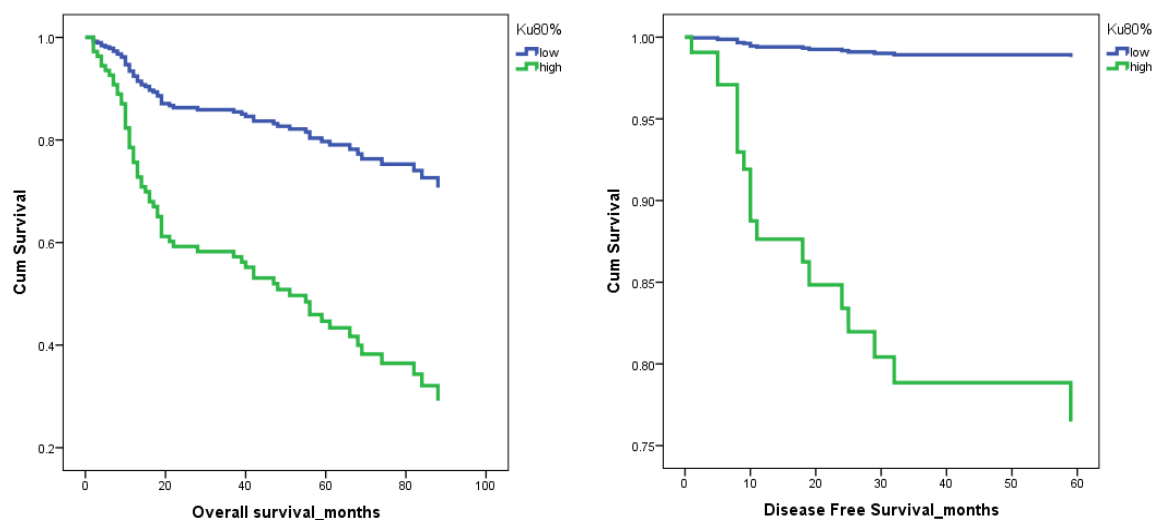 Ku80%
low
high
1.0
0.8
0.6
0.4
0.2
Cum Survival
0 20 40 60 80 100
Overall survival_months
Ku80%
low
high
1.00
0.95
0.90
0.85
0.80
0.75
Cum Survival
0 10 20 30 40 50 60
Disease Free Survival_months